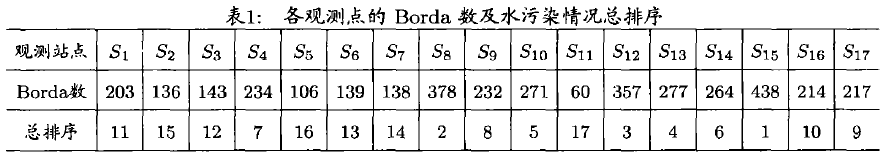 表1: 各观测点的 Borda 数及水污染情况总排序
观测站点 S1 S2 S3 S4 S5 S6 S7 S8 S9 S10 S11 S12 S13 S14 S15 S16 S17
Borda数 203 136 143 234 106 139 138 378 232 271 60 357 277 264 438 214 217
总排序 11 15 12 7 16 13 14 2 8 5 17 3 4 6 1 10 9